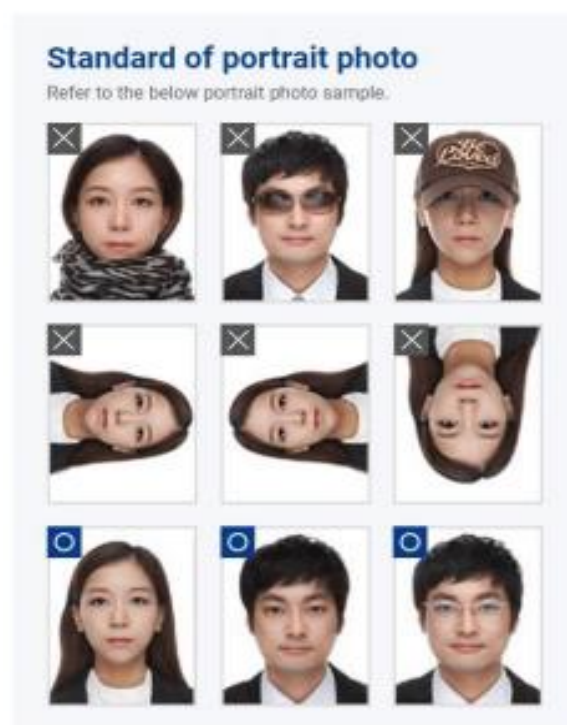 Standard of portrait photo
Refer to the below portrait photo sample.